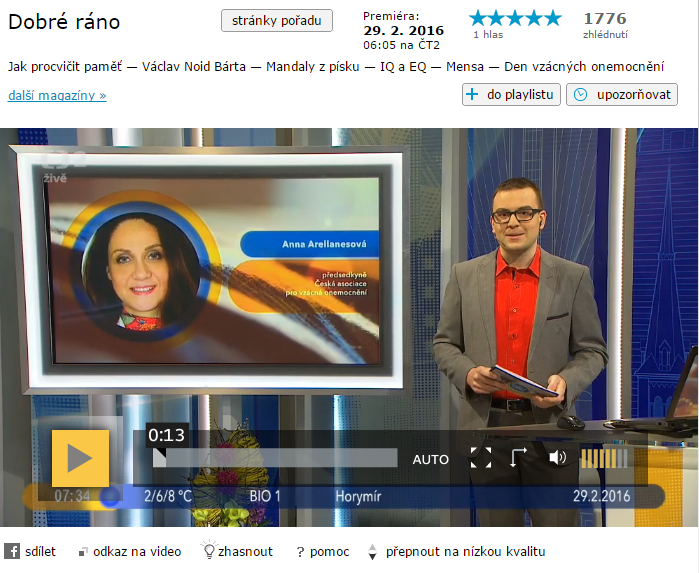 Dobré ráno
stránky pořadu
Premiéra:
29. 2. 2016
06:05 na ČT2
1 hlas
1776
zhlédnutí
Jak procvičit paměť — Václav Noid Bárta — Mandaly z písku — IQ a EQ — Mensa — Den vzácných onemocnění
další magazíny »
do playlistu
upozorňovat
živě
Anna Arellanesová
předsedkyně
Česká asociace
pro vzácná onemocnění
0:13
AUTO
07:34
2/6/8 °C
BIO 1
Horymír
29.2.2016
sdílet
odkaz na video
zhasnout
? pomoc
přepnout na nízkou kvalitu